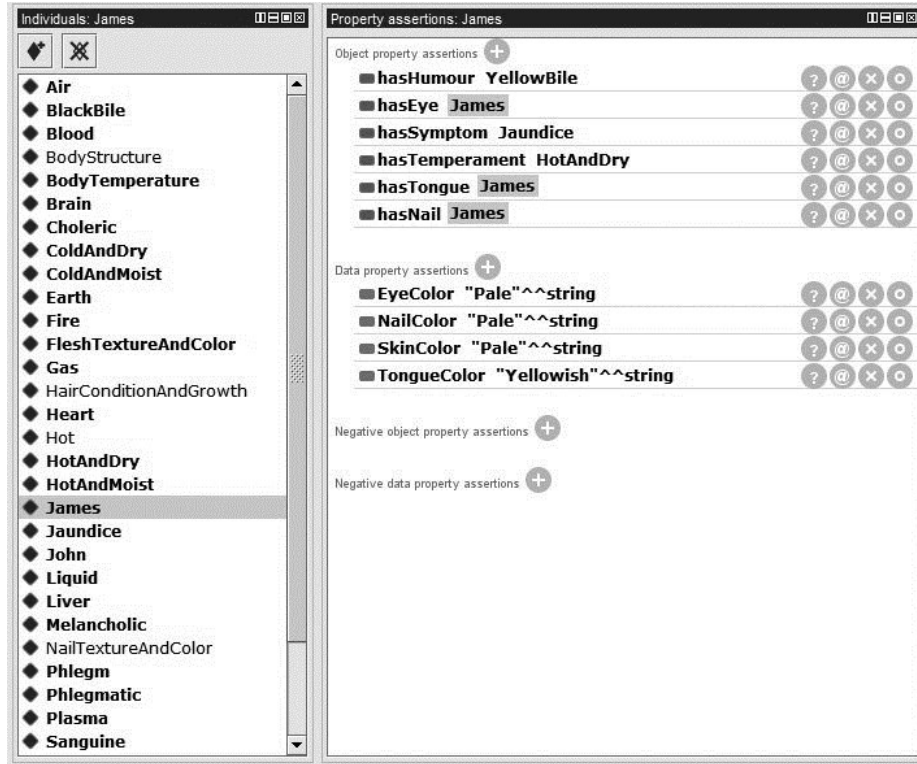 Individuals: James
Air
BlackBile
Blood
BodyStructure
BodyTemperature
Brain
Choleric
ColdAndDry
ColdAndMoist
Earth
Fire
FleshTextureAndColor
Gas
HairConditionAndGrowth
Heart
Hot
HotAndDry
HotAndMoist
James
Jaundice
John
Liquid
Liver
Melancholic
NailTextureAndColor
Phlegm
Phlegmatic
Plasma
Sanguine
Property assertions: James
Object property assertions +
hasHumour YellowBile ? @ × o
hasEye James ? @ × o
hasSymptom Jaundice ? @ × o
hasTemperament HotAndDry ? @ × o
hasTongue James ? @ × o
hasNail James ? @ × o
Data property assertions +
EyeColor "Pale"^^string ? @ × o
NailColor "Pale"^^string ? @ × o
SkinColor "Pale"^^string ? @ × o
TongueColor "Yellowish"^^string ? @ × o
Negative object property assertions +
Negative data property assertions +